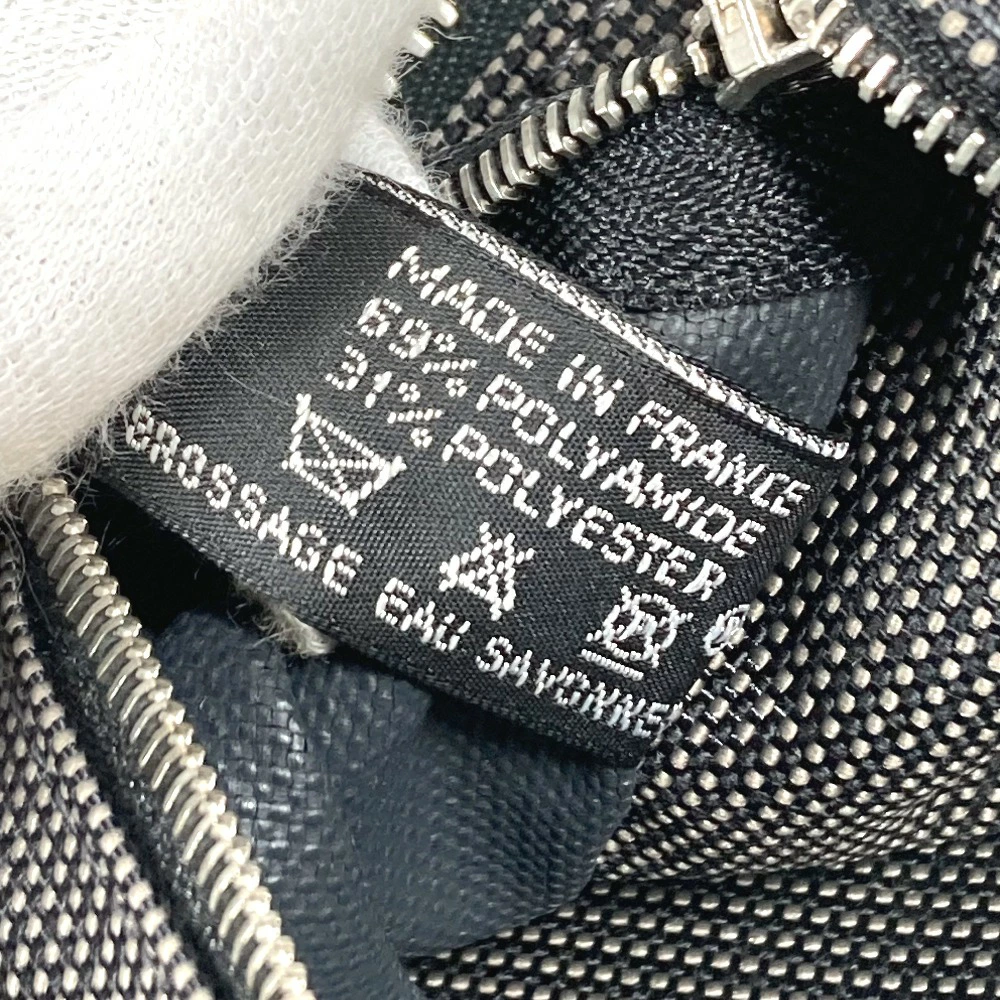 MADE IN FRANCE
69% POLYAMIDE
31% POLYESTER
BROSSAGE EAU SAVONNE